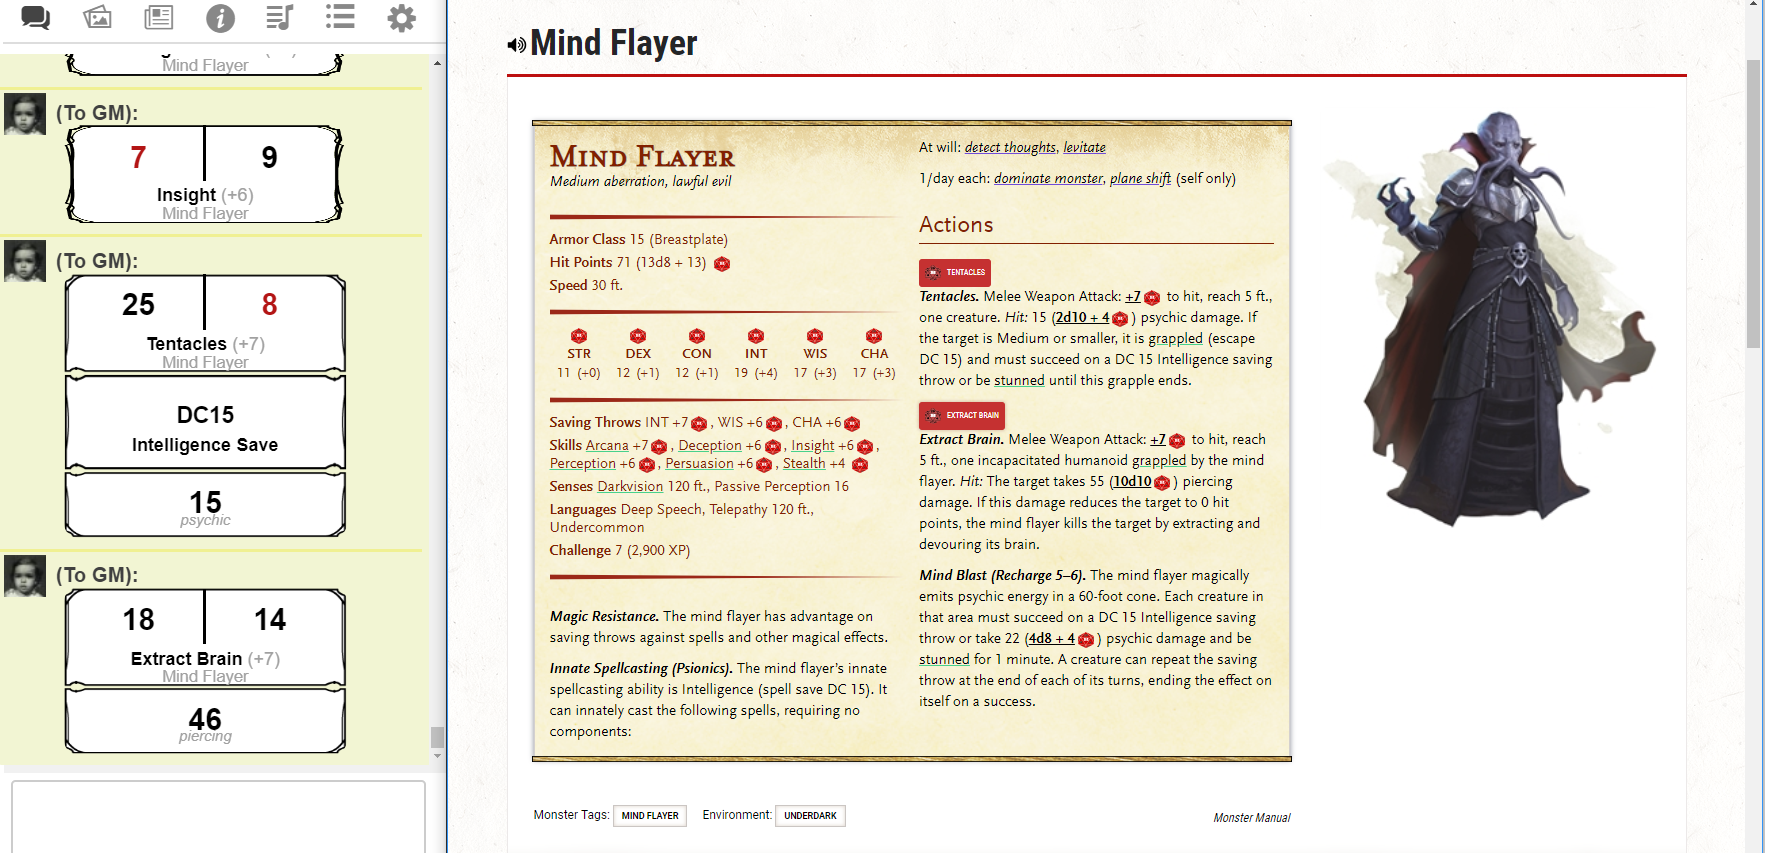 Mind Flayer
(To GM):
7
9
Insight (+6)
Mind Flayer
(To GM):
25
8
Tentacles (+7)
Mind Flayer
DC15
Intelligence Save
15
psychic
(To GM):
18
14
Extract Brain (+7)
Mind Flayer
46
piercing
Mind Flayer
Mind Flayer
Medium aberration, lawful evil
Armor Class 15 (Breastplate)
Hit Points 71 (13d8 + 13)
Speed 30 ft.
STR DEX CON INT WIS CHA
11 (+0) 12 (+1) 12 (+1) 19 (+4) 17 (+3) 17 (+3)
Saving Throws INT +7 , WIS +6 , CHA +6
Skills Arcana +7 , Deception +6 , Insight +6 ,
Perception +6 , Persuasion +6 , Stealth +4
Senses Darkvision 120 ft., Passive Perception 16
Languages Deep Speech, Telepathy 120 ft.,
Undercommon
Challenge 7 (2,900 XP)
Magic Resistance. The mind flayer has advantage on
saving throws against spells and other magical effects.
Innate Spellcasting (Psionics). The mind flayer's innate
spellcasting ability is Intelligence (spell save DC 15). It
can innately cast the following spells, requiring no
components:
At will: detect thoughts, levitate
1/day each: dominate monster, plane shift (self only)
Actions
TENTACLES
Tentacles. Melee Weapon Attack: +7 to hit, reach 5 ft.,
one creature. Hit: 15 (2d10 + 4 ) psychic damage. If
the target is Medium or smaller, it is grappled (escape
DC 15) and must succeed on a DC 15 Intelligence saving
throw or be stunned until this grapple ends.
EXTRACT BRAIN
Extract Brain. Melee Weapon Attack: +7 to hit, reach
5 ft., one incapacitated humanoid grappled by the mind
flayer. Hit: The target takes 55 (10d10 ) piercing
damage. If this damage reduces the target to 0 hit
points, the mind flayer kills the target by extracting and
devouring its brain.
Mind Blast (Recharge 5–6). The mind flayer magically
emits psychic energy in a 60-foot cone. Each creature in
that area must succeed on a DC 15 Intelligence saving
throw or take 22 (4d8 + 4 ) psychic damage and be
stunned for 1 minute. A creature can repeat the saving
throw at the end of each of its turns, ending the effect on
itself on a success.
Monster Tags: MIND FLAYER Environment: UNDERDARK
Monster Manual